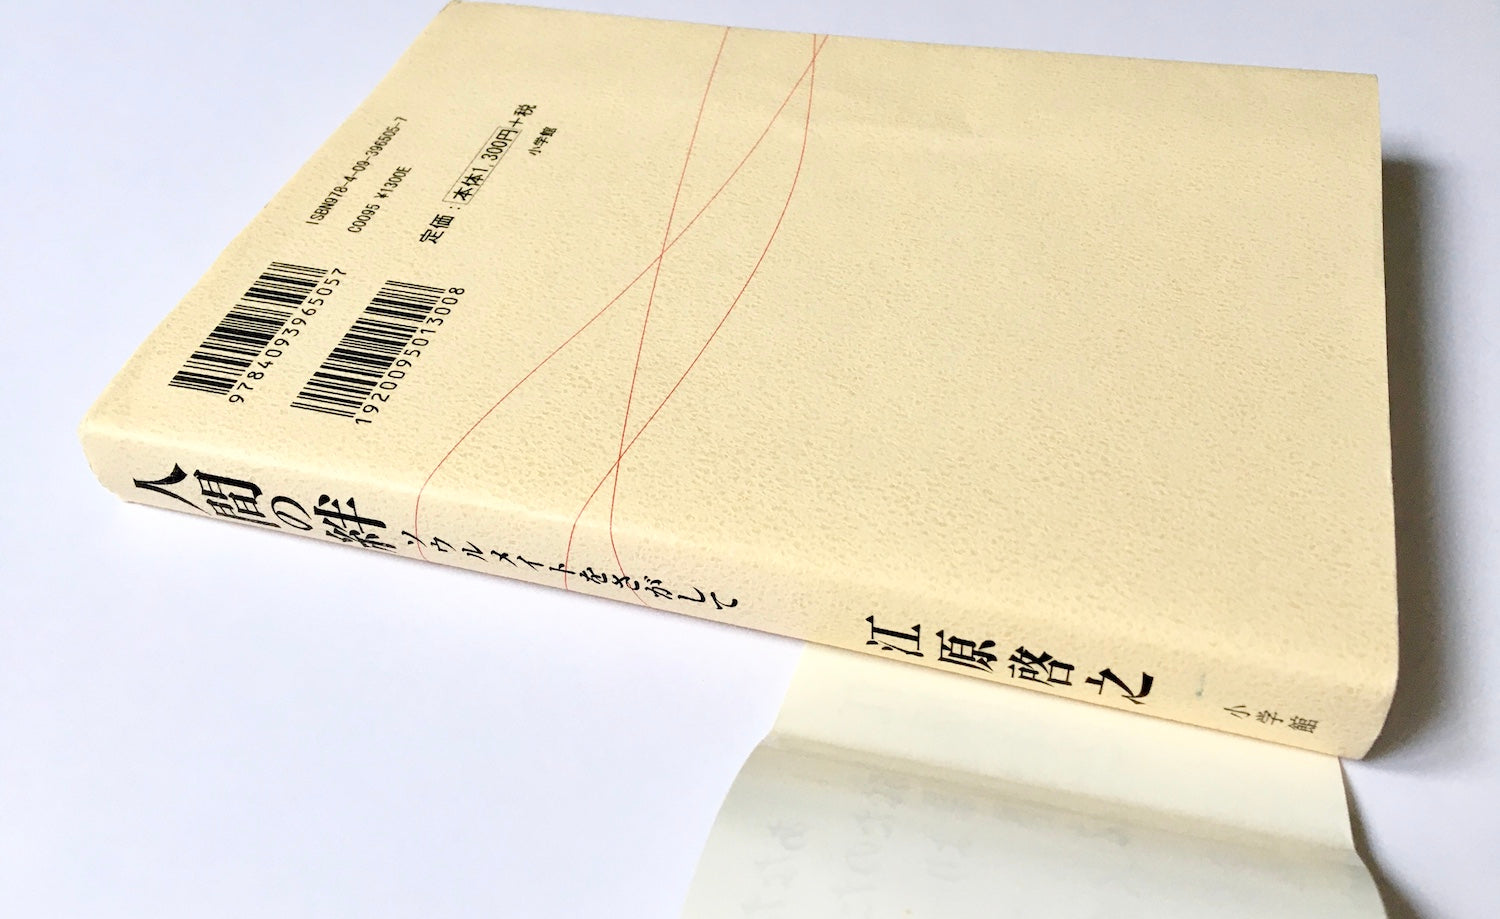 ISBN978-4-09-396505-7
C0095 ¥1300E
定価：本体1,300円+税
小学館
9784093965057
1920095013008
人間の絆
ソウルメイトをさがして
江原啓之
小学館